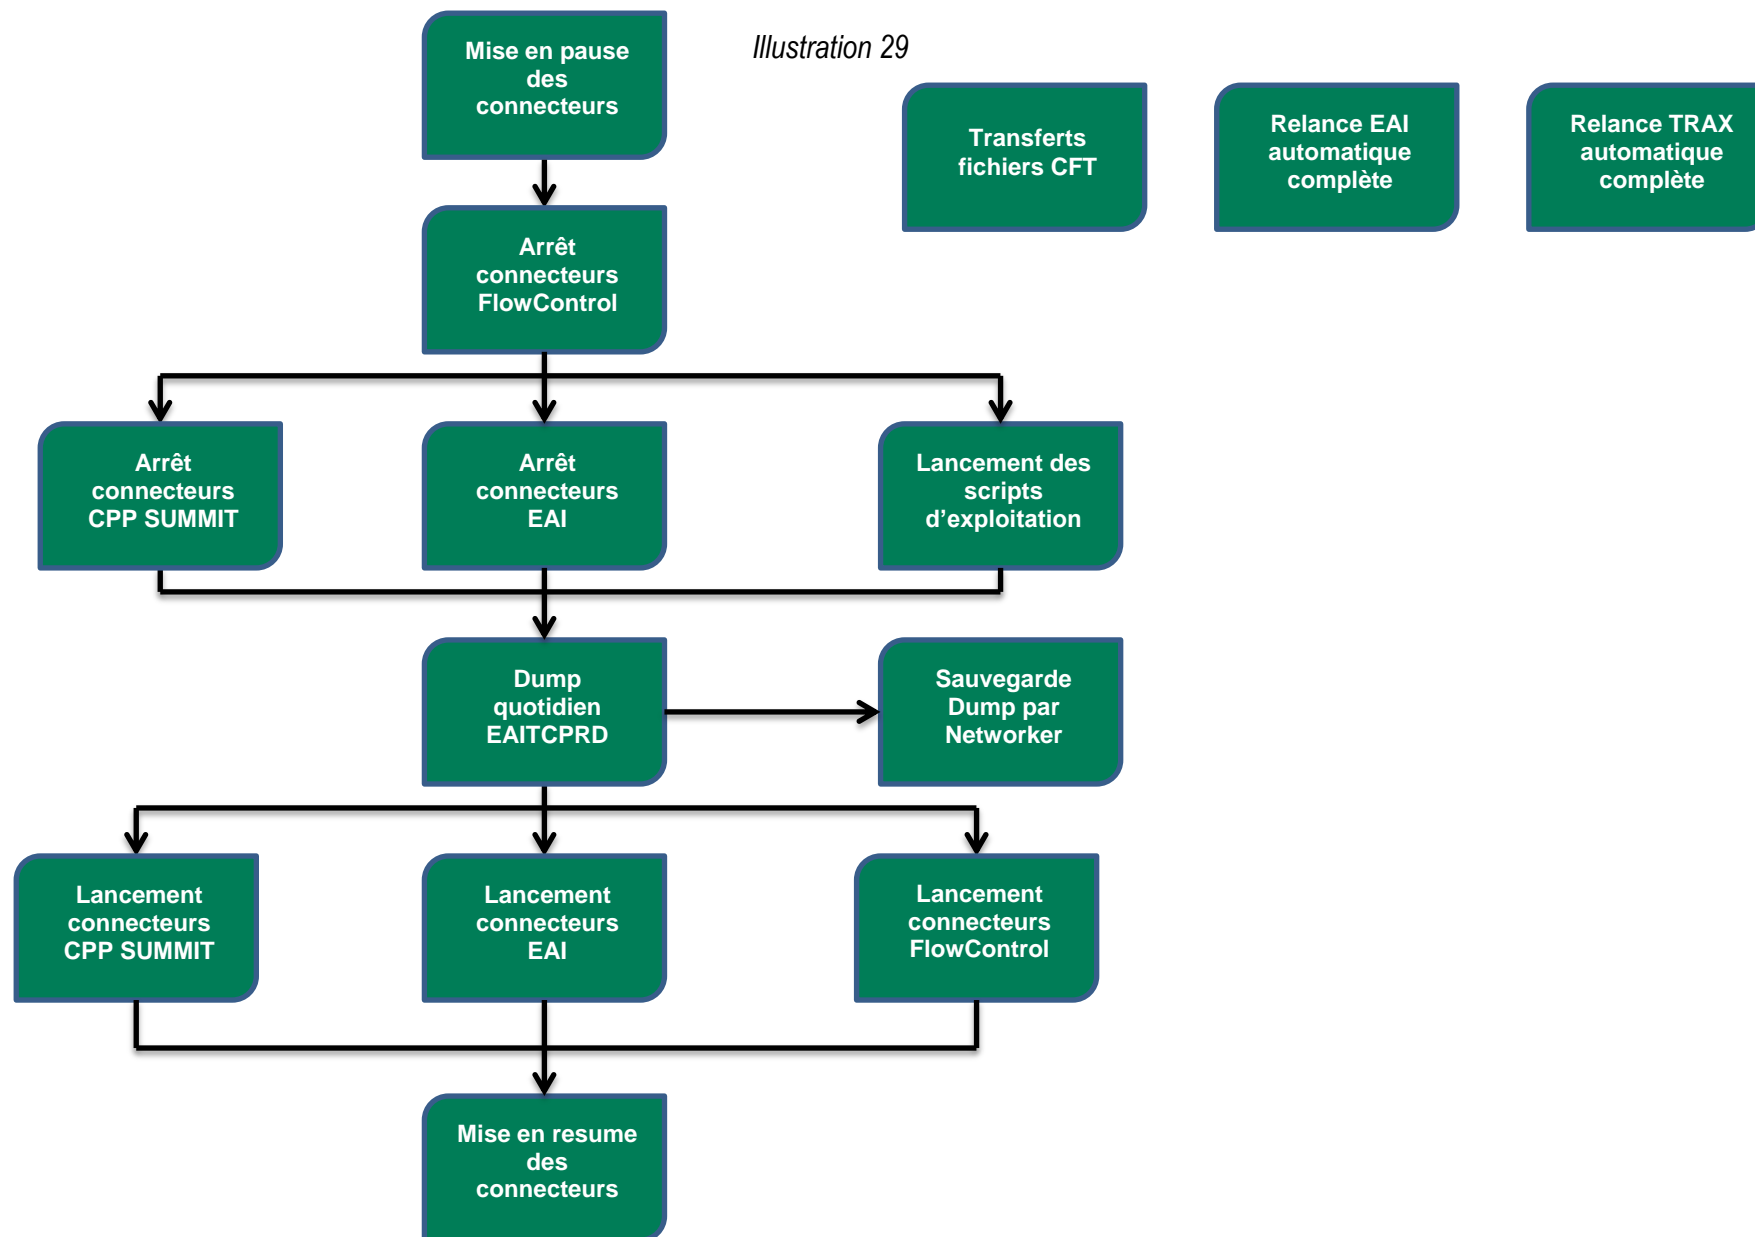 Mise en pause
des
connecteurs
Illustration 29
Transferts
fichiers CFT
Relance EAI
automatique
complète
Relance TRAX
automatique
complète
Arrêt
connecteurs
FlowControl
Arrêt
connecteurs
CPP SUMMIT
Arrêt
connecteurs
EAI
Lancement des
scripts
d’exploitation
Dump
quotidien
EAITCPRD
Sauvegarde
Dump par
Networker
Lancement
connecteurs
CPP SUMMIT
Lancement
connecteurs
EAI
Lancement
connecteurs
FlowControl
Mise en resume
des
connecteurs